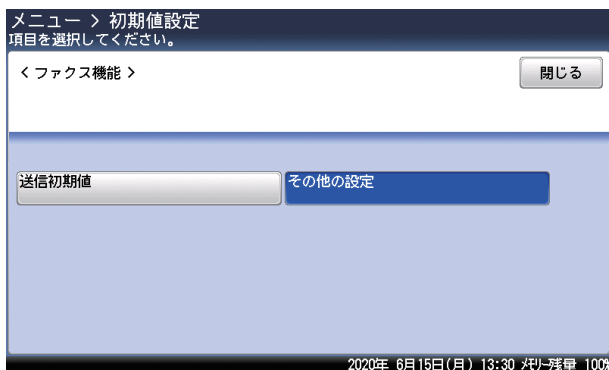 メニュー > 初期値設定
項目を選択してください。
<ファクス機能>
閉じる
送信初期値
その他の設定
2020年 6月15日(月) 13:30 メモリー残量 100%